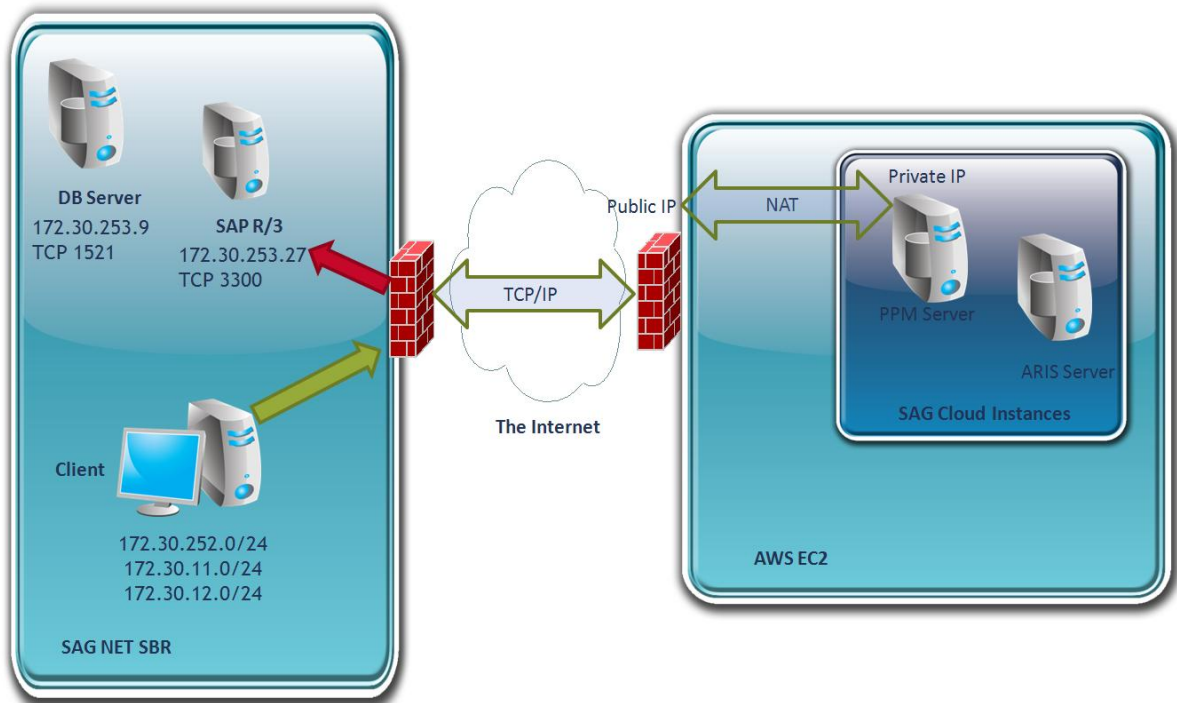 DB Server
172.30.253.9
TCP 1521
SAP R/3
172.30.253.27
TCP 3300
Client
172.30.252.0/24
172.30.11.0/24
172.30.12.0/24
SAG NET SBR
TCP/IP
The Internet
Public IP
NAT
Private IP
PPM Server
ARIS Server
SAG Cloud Instances
AWS EC2